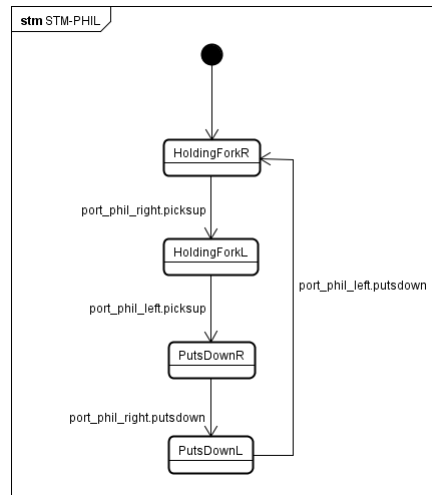 stm STM-PHIL
HoldingForkR
port_phil_right.picksup
HoldingForkL
port_phil_left.putsdown
port_phil_left.picksup
PutsDownR
port_phil_right.putsdown
PutsDownL